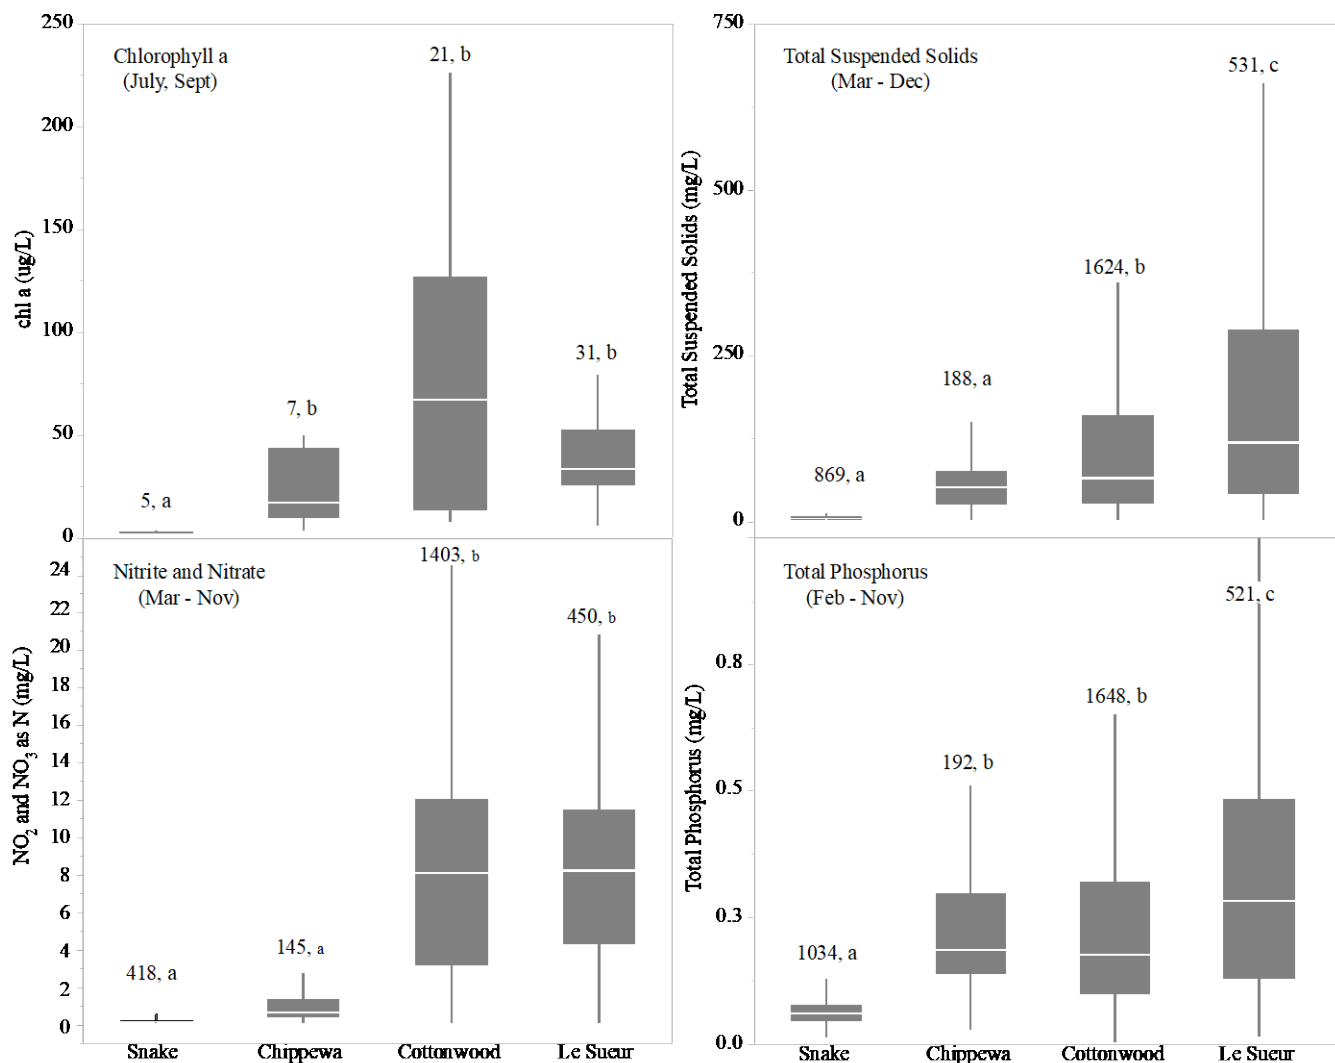 250
200
150
100
50
0
chl a (ug/L)
Chlorophyll a
(July, Sept)
5, a
7, b
21, b
31, b
750
500
250
0
Total Suspended Solids (mg/L)
Total Suspended Solids
(Mar - Dec)
869, a
188, a
1624, b
531, c
24
22
20
18
16
14
12
10
8
6
4
2
0
NO₂ and NO₃ as N (mg/L)
Nitrite and Nitrate
(Mar - Nov)
418, a
145, a
1403, b
450, b
Snake
Chippewa
Cottonwood
Le Sueur
0.8
0.5
0.3
0.0
Total Phosphorus (mg/L)
Total Phosphorus
(Feb - Nov)
1034, a
192, b
1648, b
521, c
Snake
Chippewa
Cottonwood
Le Sueur